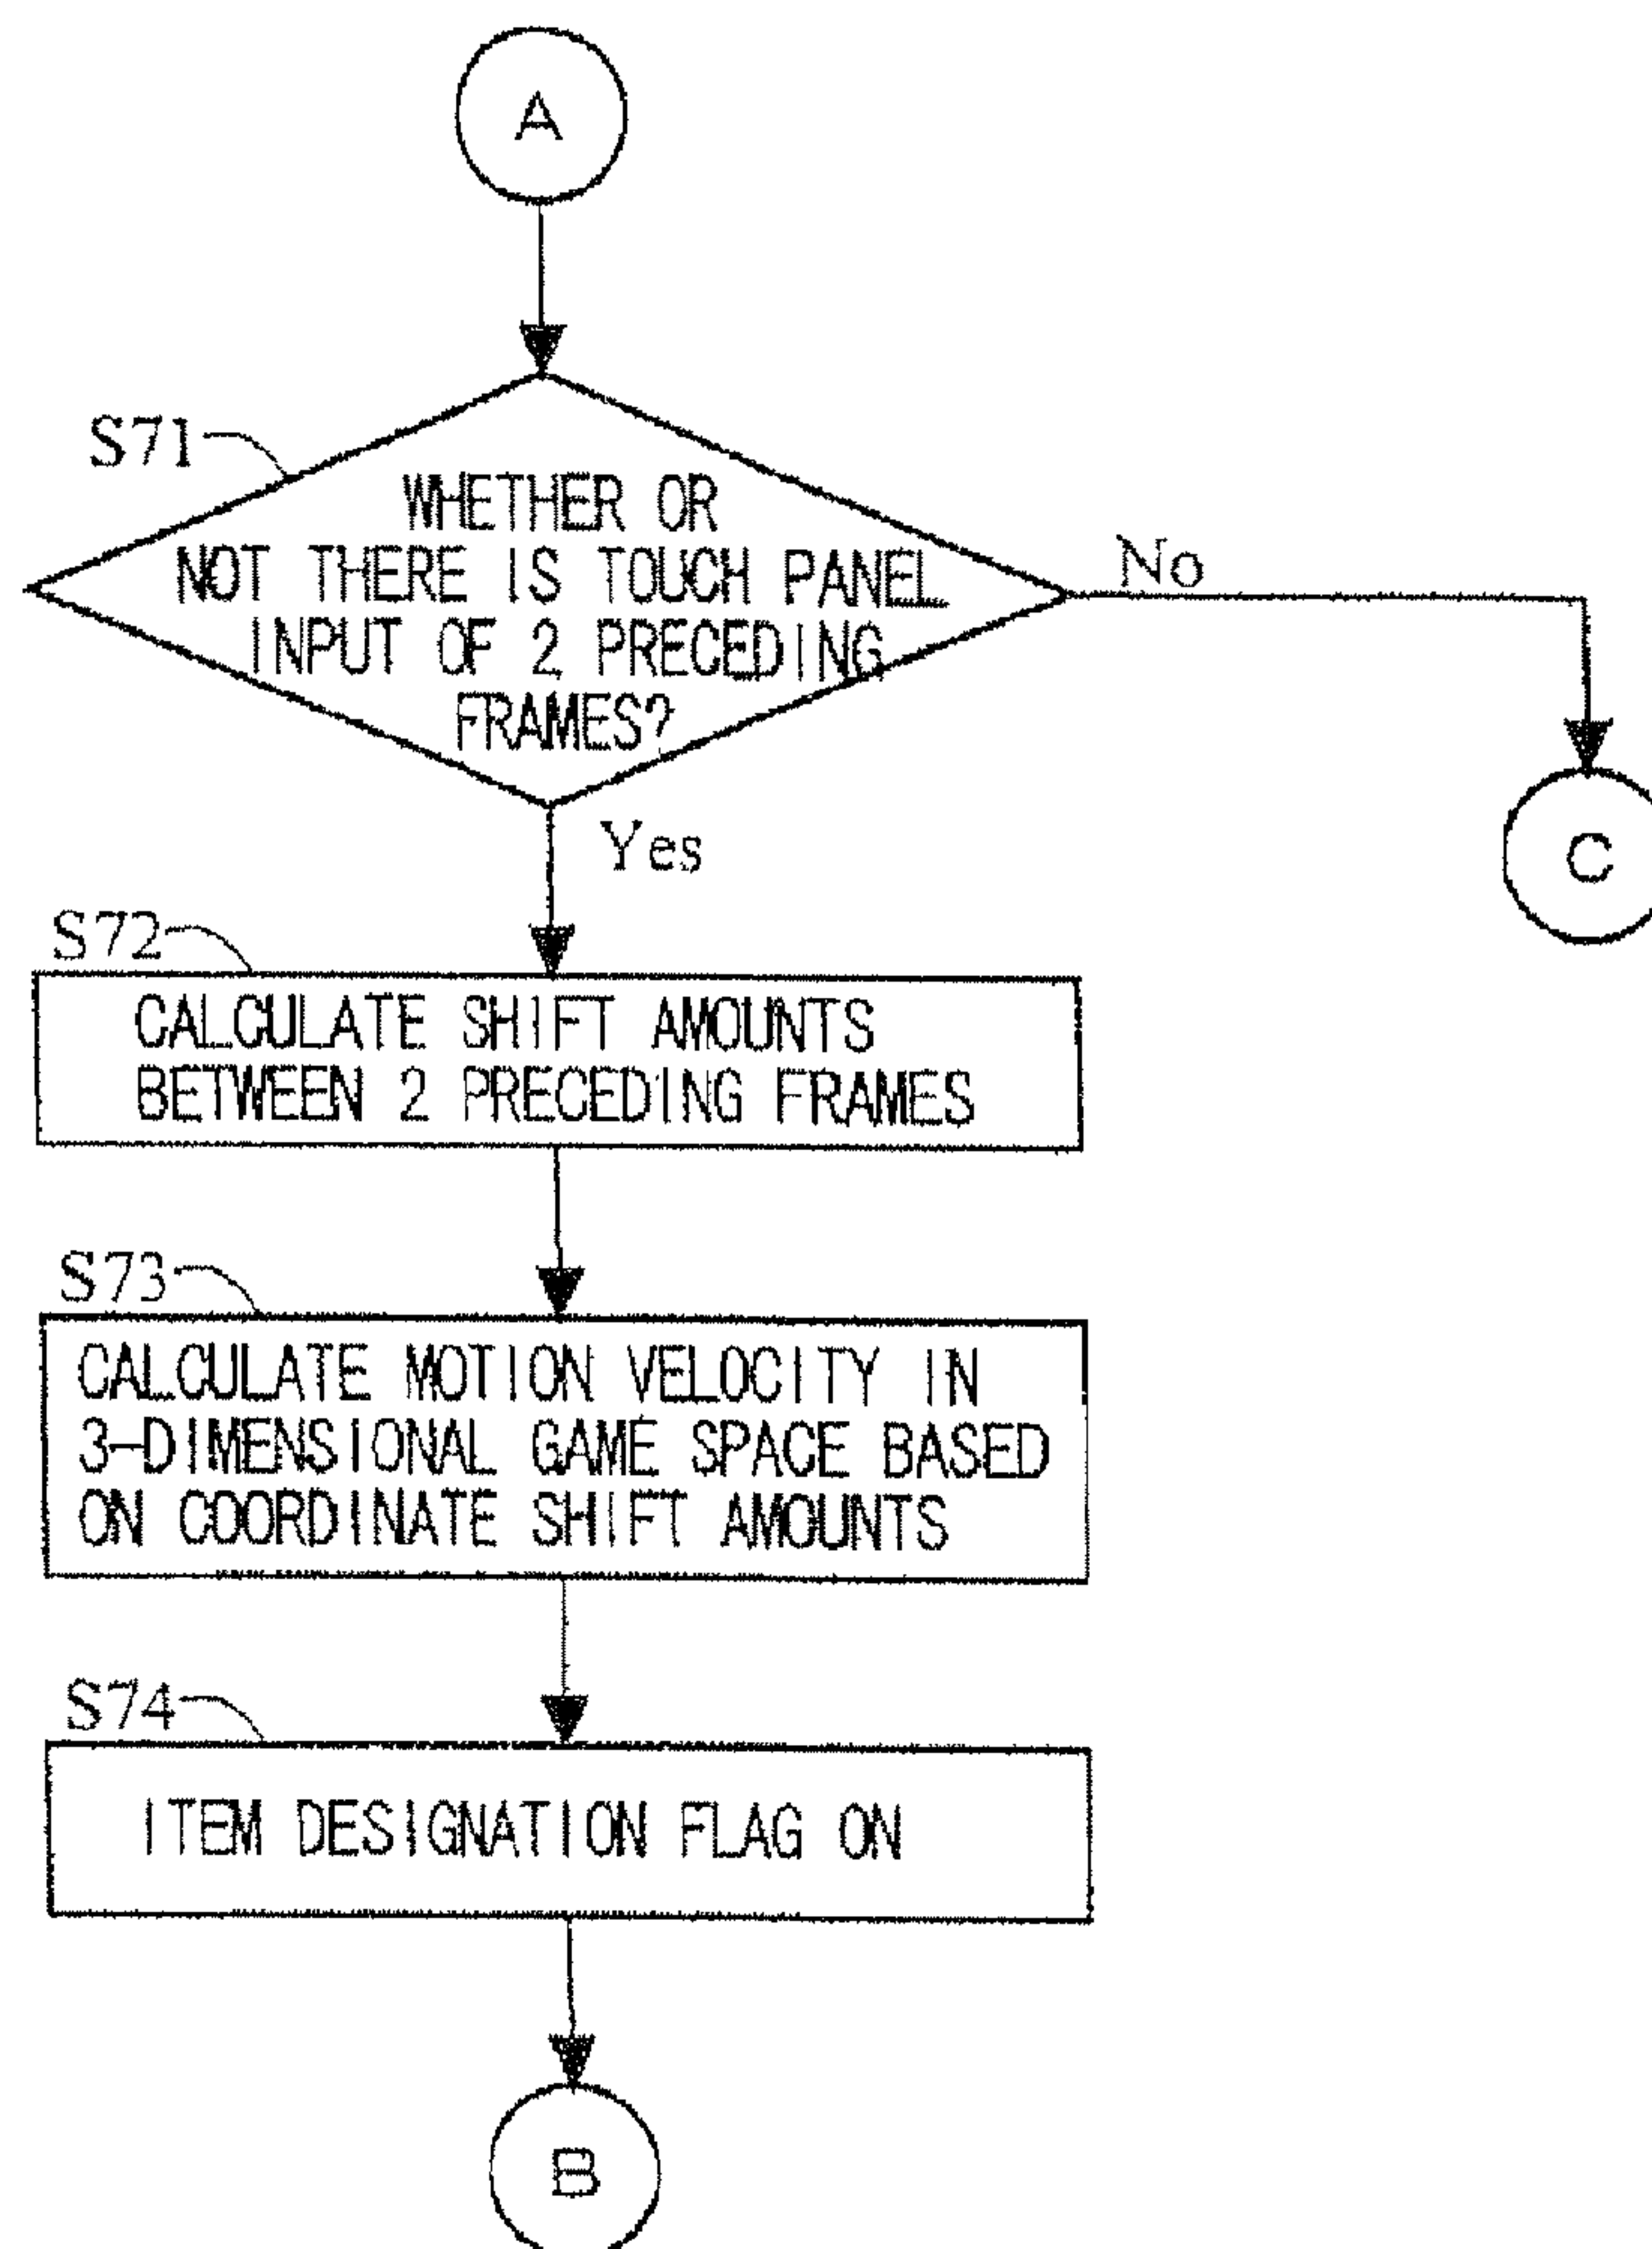 A
S71
WHETHER OR
NOT THERE IS TOUCH PANEL
INPUT OF 2 PRECEDING
FRAMES?
No
C
Yes
S72
CALCULATE SHIFT AMOUNTS
BETWEEN 2 PRECEDING FRAMES
S73
CALCULATE MOTION VELOCITY IN
3-DIMENSIONAL GAME SPACE BASED
ON COORDINATE SHIFT AMOUNTS
S74
ITEM DESIGNATION FLAG ON
B